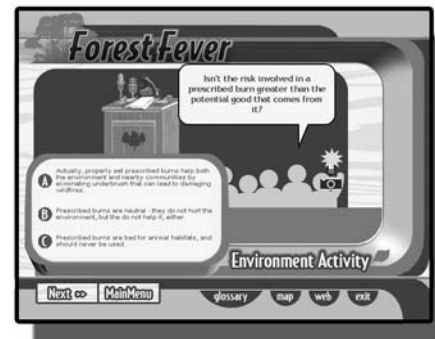 Forest Fever
Isn't the risk involved in a
prescribed burn greater than the
potential good that comes from
it?
A Actually, properly set prescribed burns help both
the environment and nearby communities by
eliminating underbrush that can lead to damaging
wildfires.
B Prescribed burns are neutral - they do not hurt the
environment, but the do not help it, either.
C Prescribed burns are bad for animal habitats, and
should never be used.
Environment Activity
Next >> MainMenu glossary map web exit